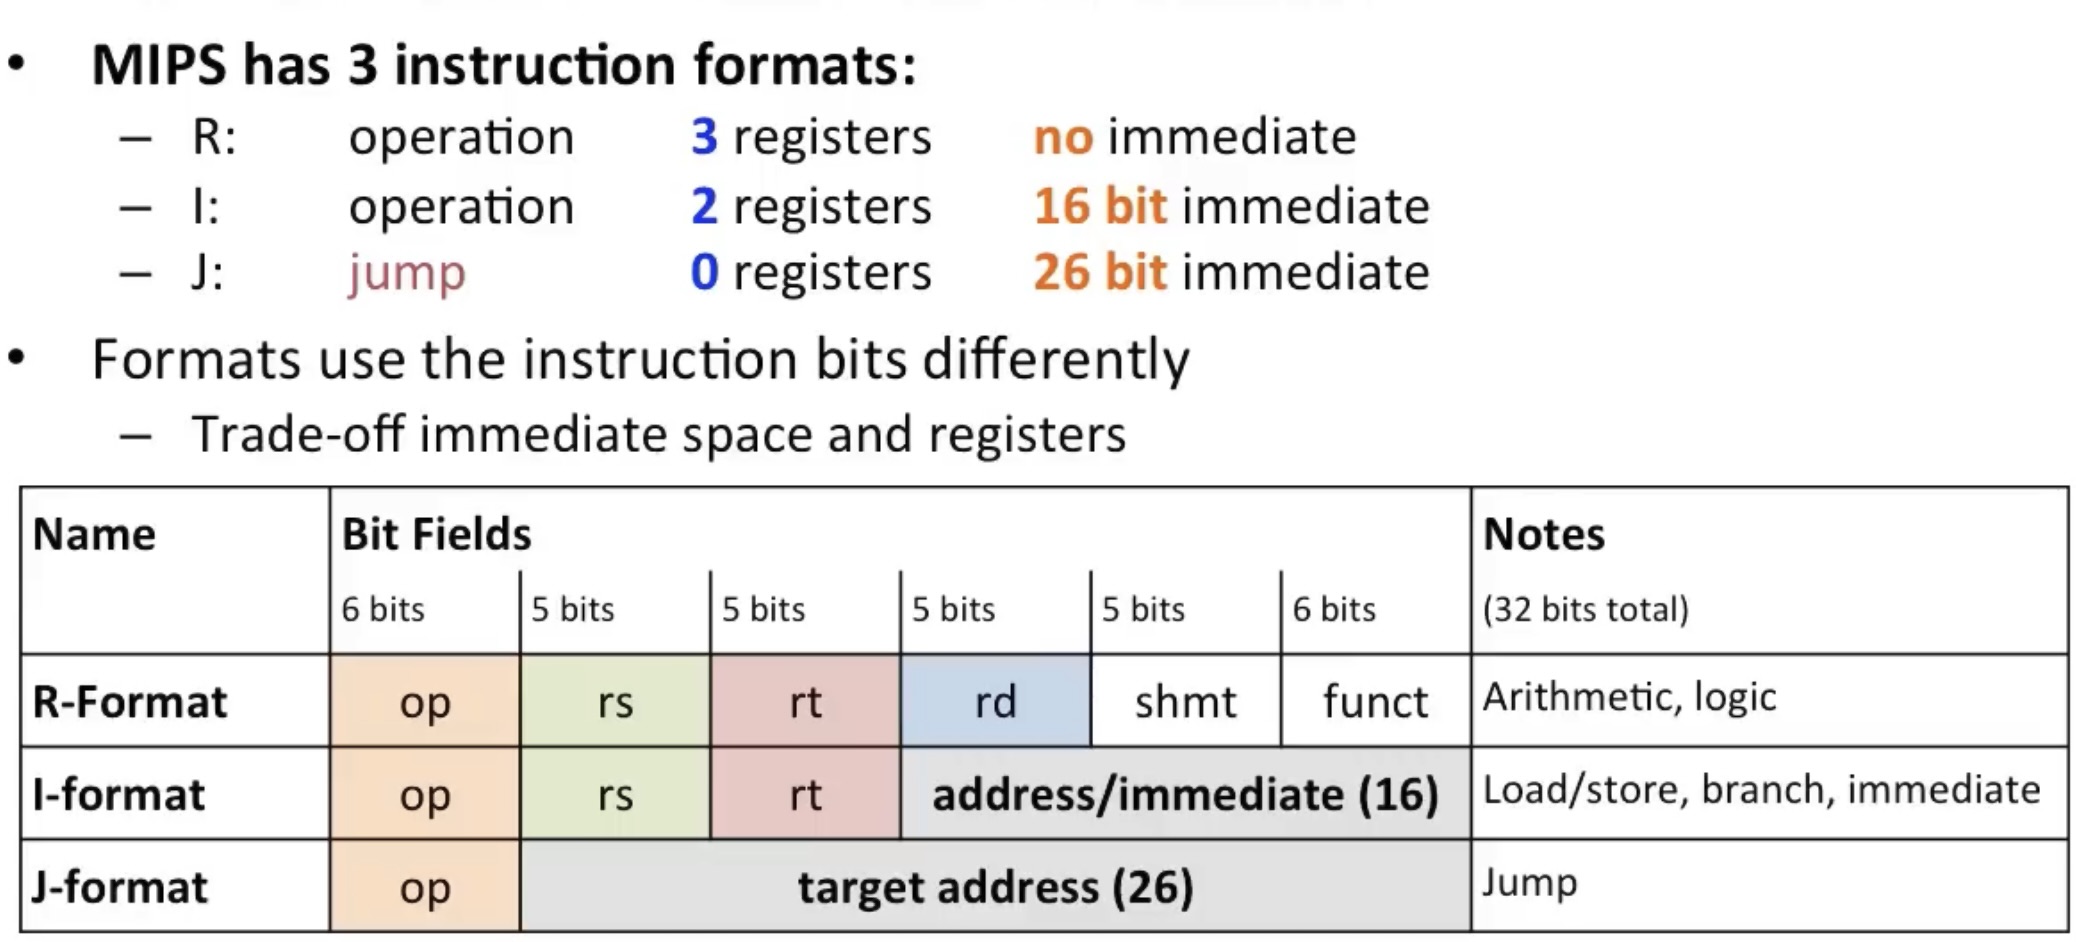 • MIPS has 3 instruction formats:
– R: operation 3 registers no immediate
– I: operation 2 registers 16 bit immediate
– J: jump 0 registers 26 bit immediate
• Formats use the instruction bits differently
– Trade-off immediate space and registers
Name Bit Fields Notes
6 bits 5 bits 5 bits 5 bits 5 bits 6 bits (32 bits total)
R-Format op rs rt rd shmt funct Arithmetic, logic
I-format op rs rt address/immediate (16) Load/store, branch, immediate
J-format op target address (26) Jump